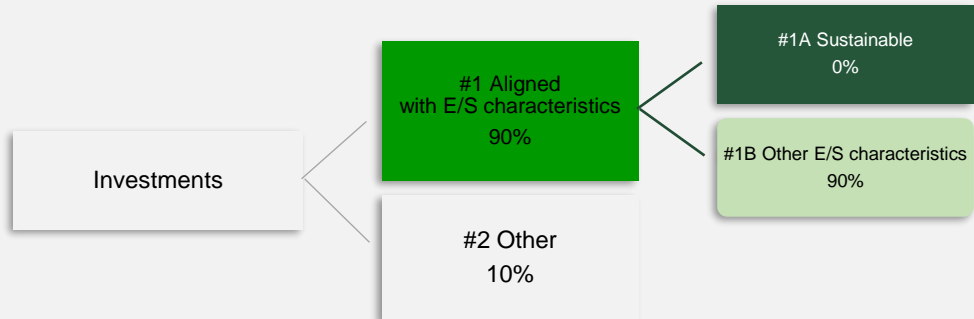 Investments
#1 Aligned
with E/S characteristics
90%
#2 Other
10%
#1A Sustainable
0%
#1B Other E/S characteristics
90%